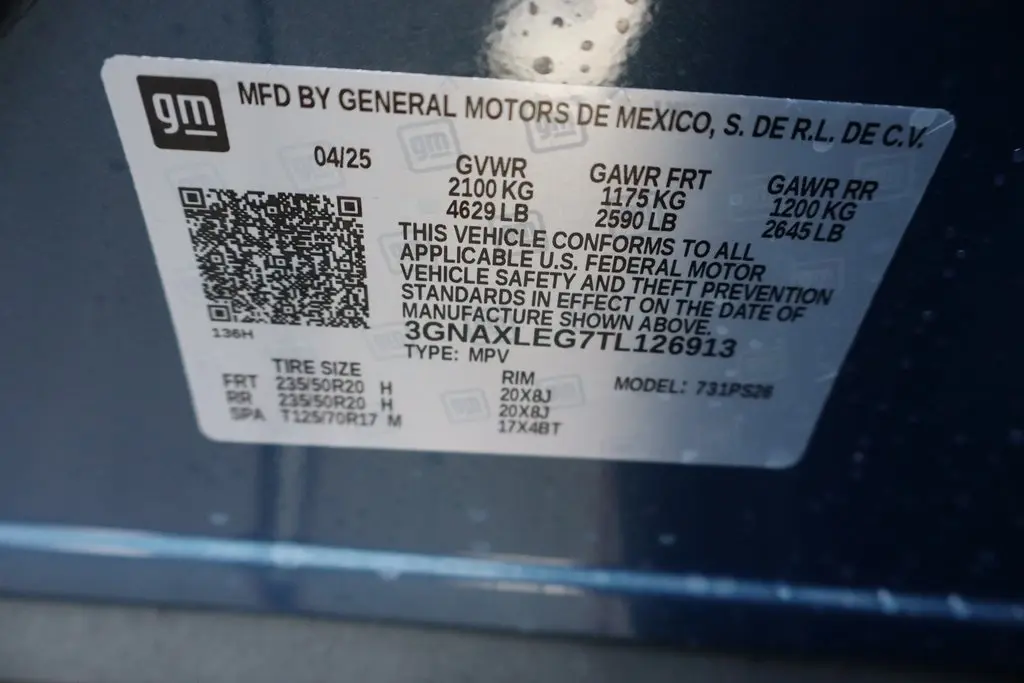 gm MFD BY GENERAL MOTORS DE MEXICO, S. DE R.L. DE C.V.
04/25 GVWR GAWR FRT GAWR RR
2100 KG 1175 KG 1200 KG
4629 LB 2590 LB 2645 LB
THIS VEHICLE CONFORMS TO ALL
APPLICABLE U.S. FEDERAL MOTOR
VEHICLE SAFETY AND THEFT PREVENTION
STANDARDS IN EFFECT ON THE DATE OF
MANUFACTURE SHOWN ABOVE.
136H 3GNAXLEG7TL126913
TYPE: MPV
TIRE SIZE RIM MODEL: 731PS26
FRT 235/50R20 H 20X8J
RR 235/50R20 H 20X8J
SPA T125/70R17 M 17X4BT